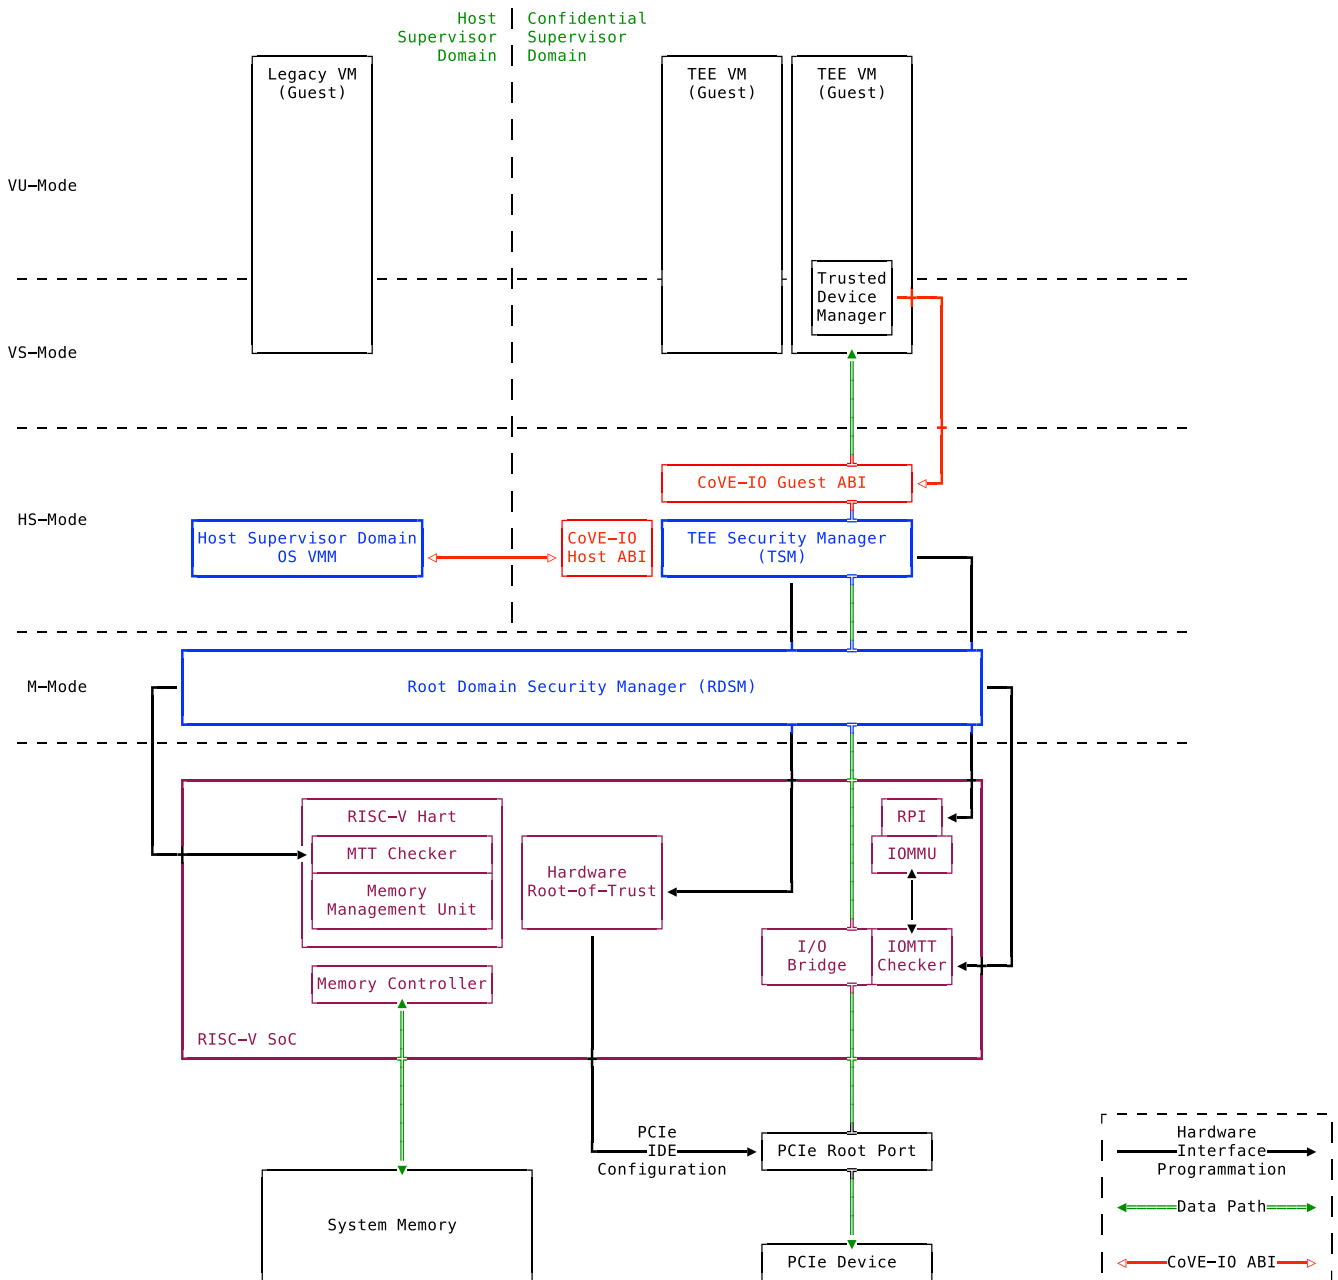 Host
Supervisor
Domain
Confidential
Supervisor
Domain
Legacy VM
(Guest)
TEE VM
(Guest)
TEE VM
(Guest)
VU-Mode
Trusted
Device
Manager
VS-Mode
CoVE-IO Guest ABI
HS-Mode
Host Supervisor Domain
OS VMM
CoVE-IO
Host ABI
TEE Security Manager
(TSM)
M-Mode
Root Domain Security Manager (RDSM)
RISC-V Hart
MTT Checker
Memory
Management Unit
Hardware
Root-of-Trust
RPI
IOMMU
I/O
Bridge
IOMTT
Checker
Memory Controller
RISC-V SoC
PCIe
IDE
Configuration
PCIe Root Port
System Memory
PCIe Device
Hardware
Interface
Programmation
Data Path
CoVE-IO ABI